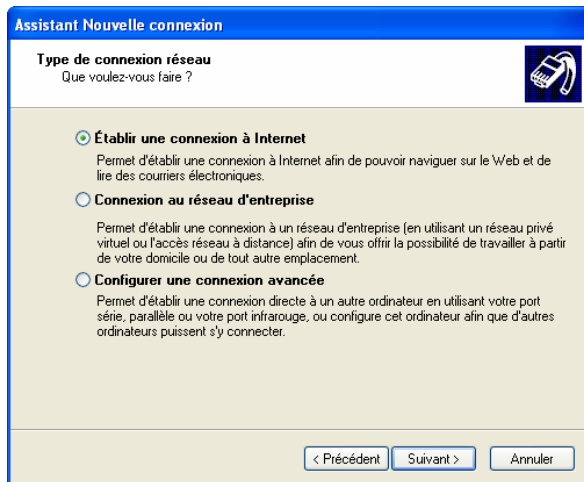 Assistant Nouvelle connexion
Type de connexion réseau
Que voulez-vous faire ?
Établir une connexion à Internet
Permet d'établir une connexion à Internet afin de pouvoir naviguer sur le Web et de
lire des courriers électroniques.
Connexion au réseau d'entreprise
Permet d'établir une connexion à un réseau d'entreprise (en utilisant un réseau privé
virtuel ou l'accès réseau à distance) afin de vous offrir la possibilité de travailler à partir
de votre domicile ou de tout autre emplacement.
Configurer une connexion avancée
Permet d'établir une connexion directe à un autre ordinateur en utilisant votre port
série, parallèle ou votre port infrarouge, ou configure cet ordinateur afin que d'autres
ordinateurs puissent s'y connecter.
< Précédent Suivant > Annuler